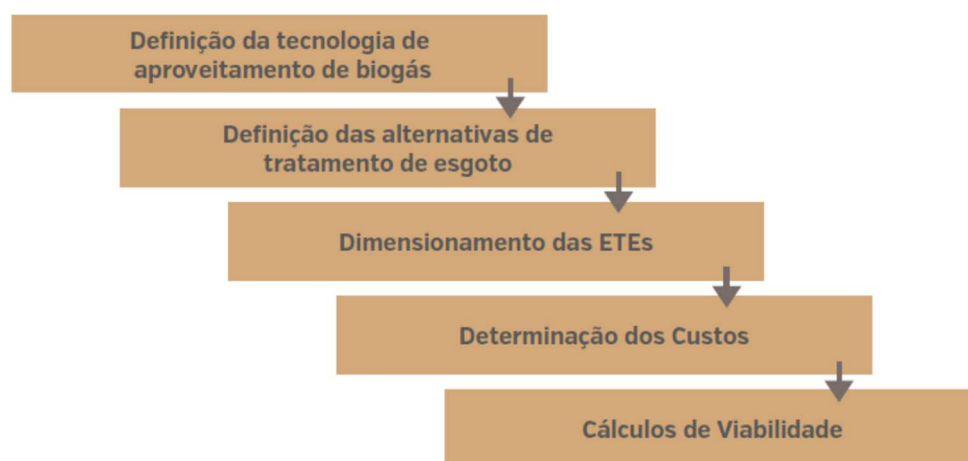 Definição da tecnologia de
aproveitamento de biogás
Definição das alternativas de
tratamento de esgoto
Dimensionamento das ETEs
Determinação dos Custos
Cálculos de Viabilidade